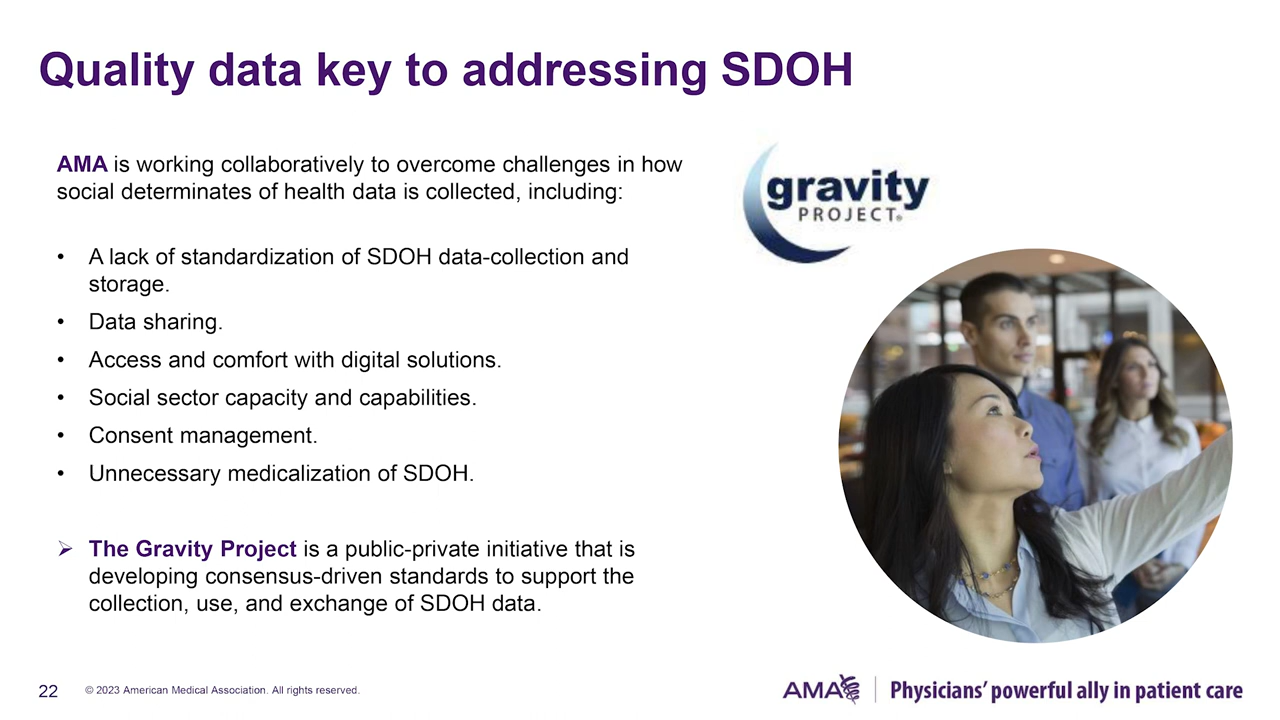 Quality data key to addressing SDOH
AMA is working collaboratively to overcome challenges in how
social determinates of health data is collected, including:
• A lack of standardization of SDOH data-collection and
storage.
• Data sharing.
• Access and comfort with digital solutions.
• Social sector capacity and capabilities.
• Consent management.
• Unnecessary medicalization of SDOH.
➢ The Gravity Project is a public-private initiative that is
developing consensus-driven standards to support the
collection, use, and exchange of SDOH data.
gravity
PROJECT®
22
© 2023 American Medical Association. All rights reserved.
AMA | Physicians’ powerful ally in patient care